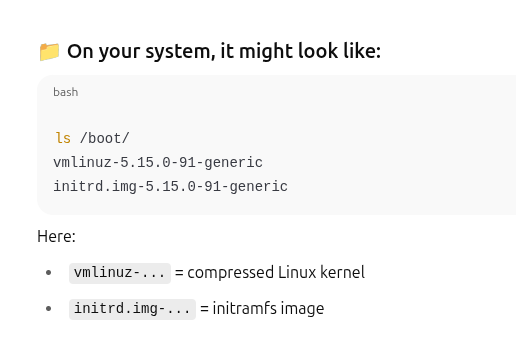 📁 On your system, it might look like:
bash
ls /boot/
vmlinuz-5.15.0-91-generic
initrd.img-5.15.0-91-generic
Here:
• vmlinuz-... = compressed Linux kernel
• initrd.img-... = initramfs image